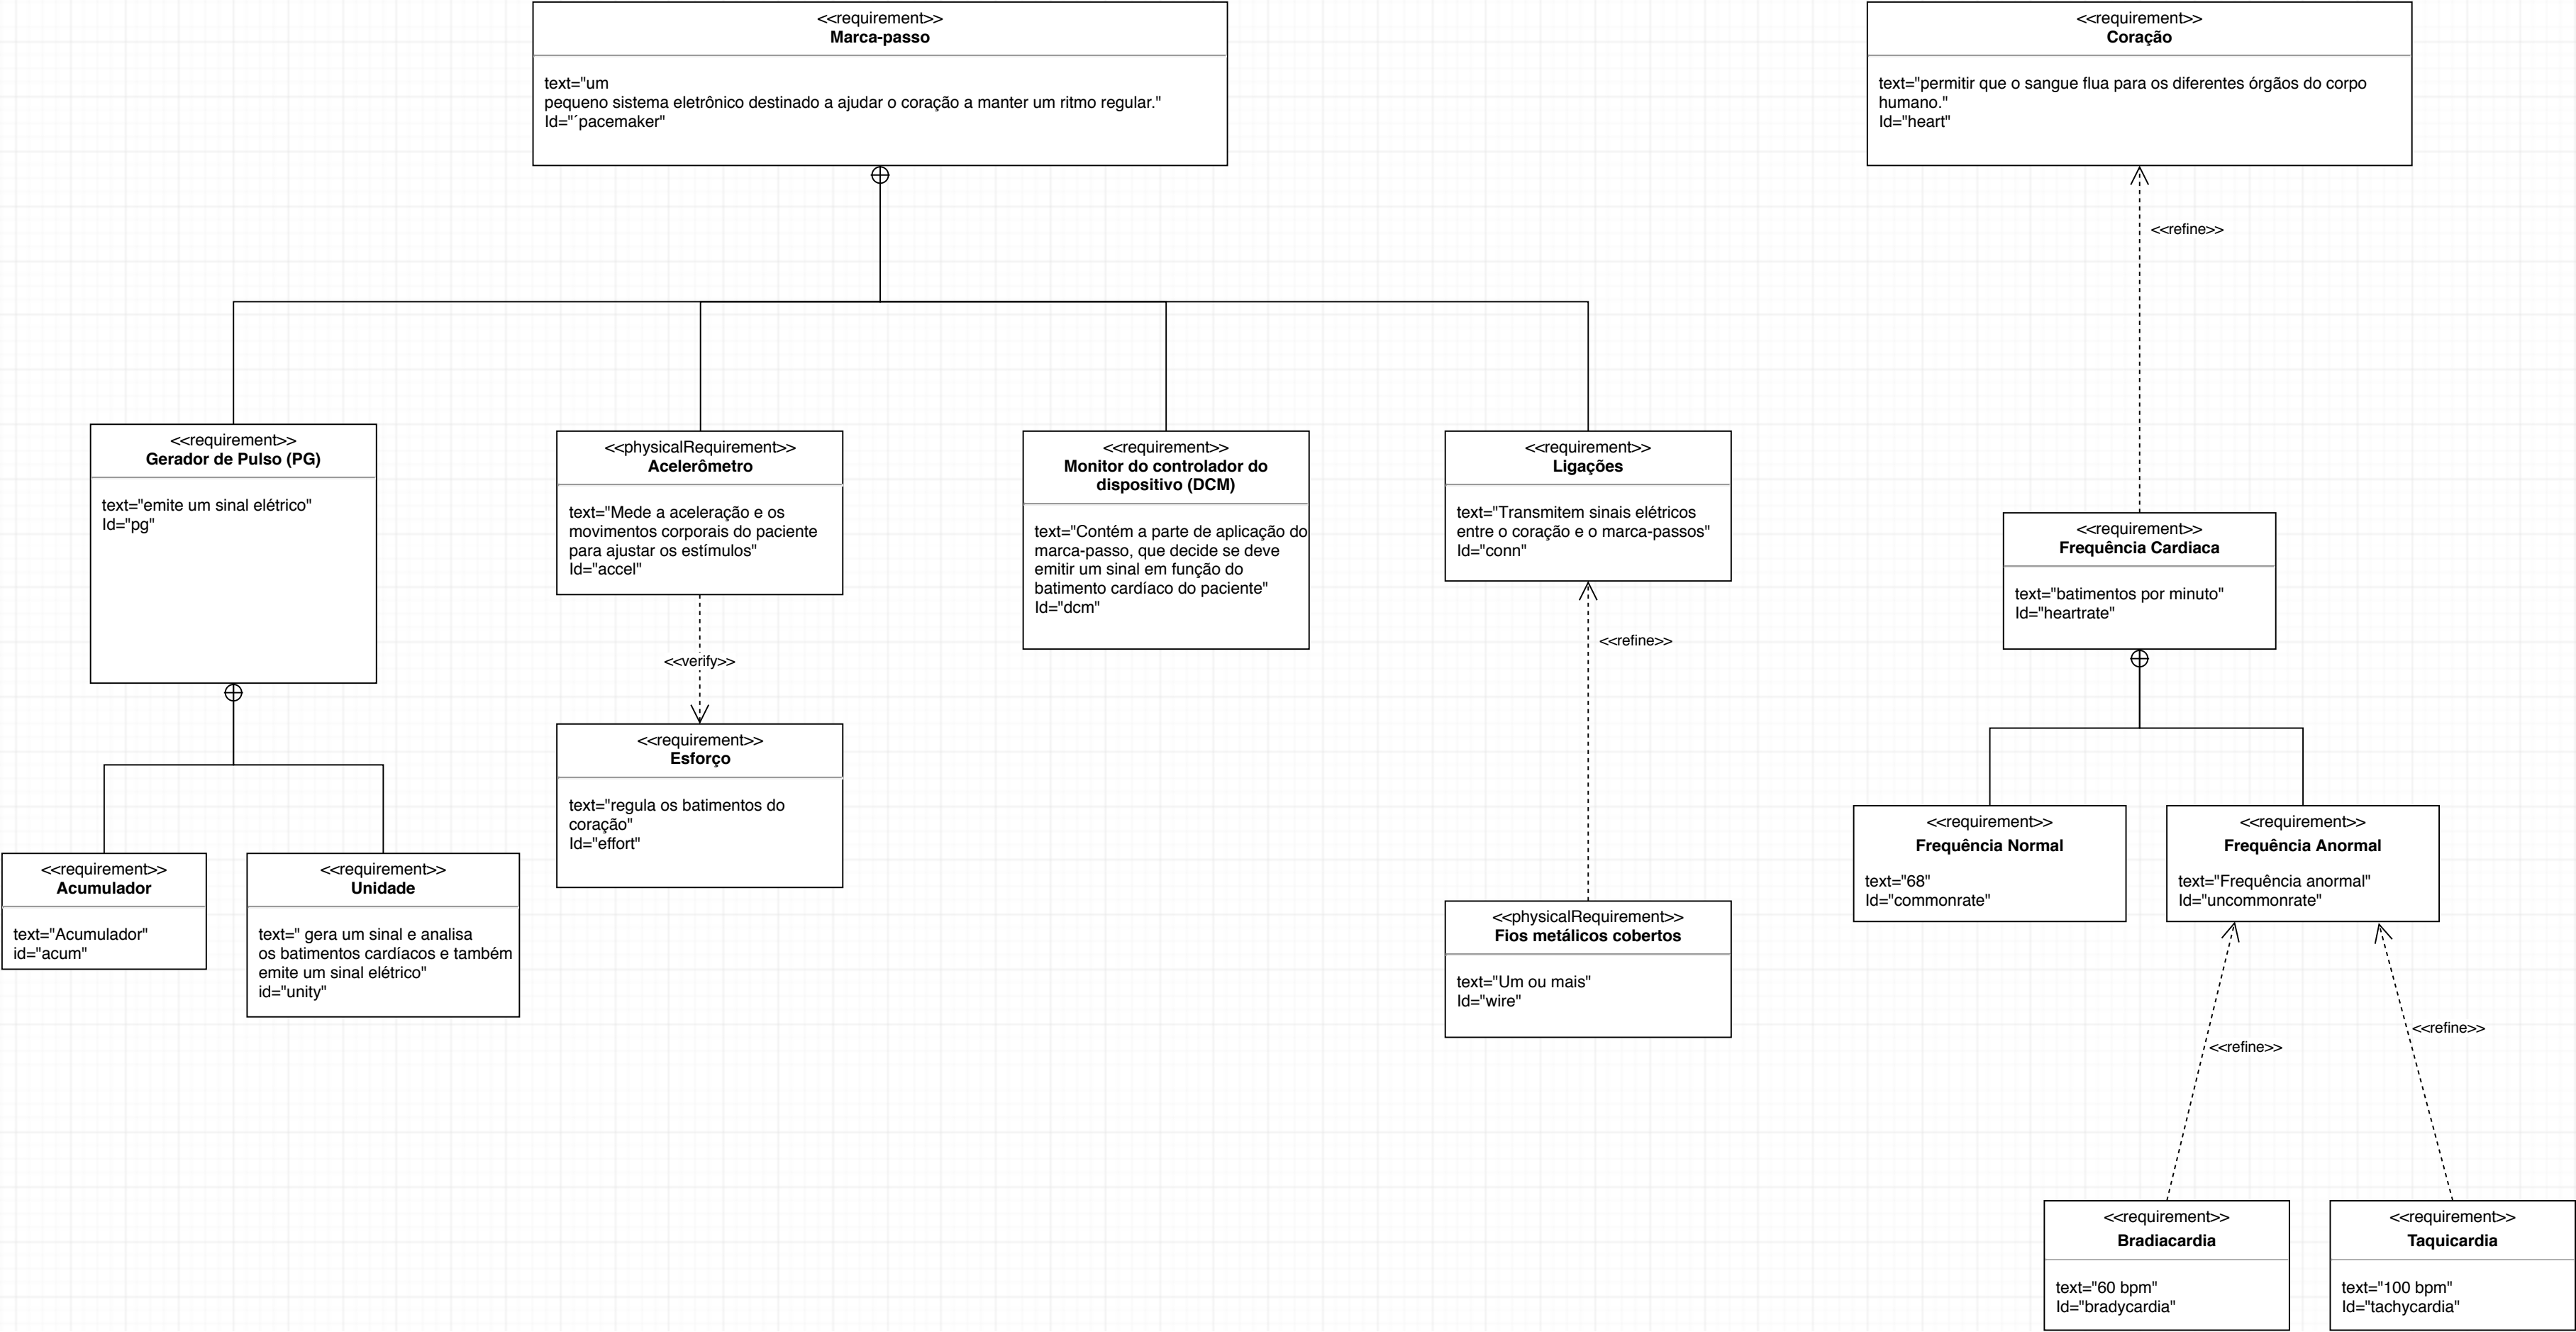 <<requirement>>
Marca-passo
text="um
pequeno sistema eletrônico destinado a ajudar o coração a manter um ritmo regular."
Id="´pacemaker"
<<requirement>>
Coração
text="permitir que o sangue flua para os diferentes órgãos do corpo
humano."
Id="heart"
<<refine>>
<<requirement>>
Gerador de Pulso (PG)
text="emite um sinal elétrico"
Id="pg"
<<physicalRequirement>>
Acelerômetro
text="Mede a aceleração e os
movimentos corporais do paciente
para ajustar os estímulos"
Id="accel"
<<requirement>>
Monitor do controlador do
dispositivo (DCM)
text="Contém a parte de aplicação do
marca-passo, que decide se deve
emitir um sinal em função do
batimento cardíaco do paciente"
Id="dcm"
<<requirement>>
Ligações
text="Transmitem sinais elétricos
entre o coração e o marca-passos"
Id="conn"
<<requirement>>
Frequência Cardiaca
text="batimentos por minuto"
Id="heartrate"
<<verify>>
<<refine>>
<<requirement>>
Esforço
text="regula os batimentos do
coração"
Id="effort"
<<requirement>>
Acumulador
text="Acumulador"
id="acum"
<<requirement>>
Unidade
text=" gera um sinal e analisa
os batimentos cardíacos e também
emite um sinal elétrico"
id="unity"
<<physicalRequirement>>
Fios metálicos cobertos
text="Um ou mais"
Id="wire"
<<requirement>>
Frequência Normal
text="68"
Id="commonrate"
<<requirement>>
Frequência Anormal
text="Frequência anormal"
Id="uncommonrate"
<<refine>>
<<refine>>
<<requirement>>
Bradiacardia
text="60 bpm"
Id="bradycardia"
<<requirement>>
Taquicardia
text="100 bpm"
Id="tachycardia"